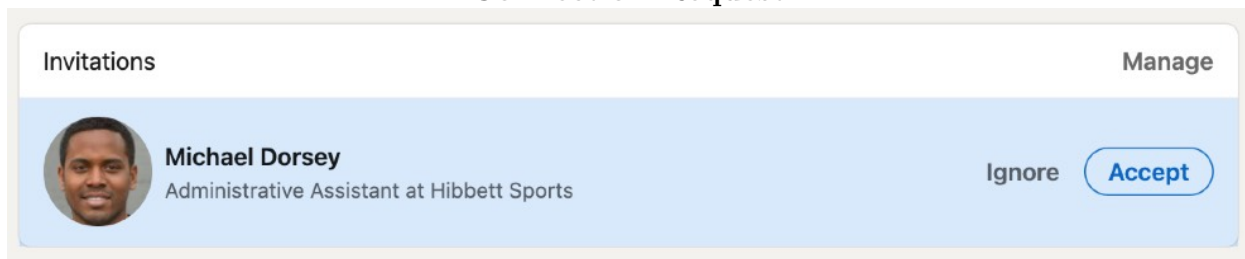 Invitations
Manage
Michael Dorsey
Administrative Assistant at Hibbett Sports
Ignore
Accept